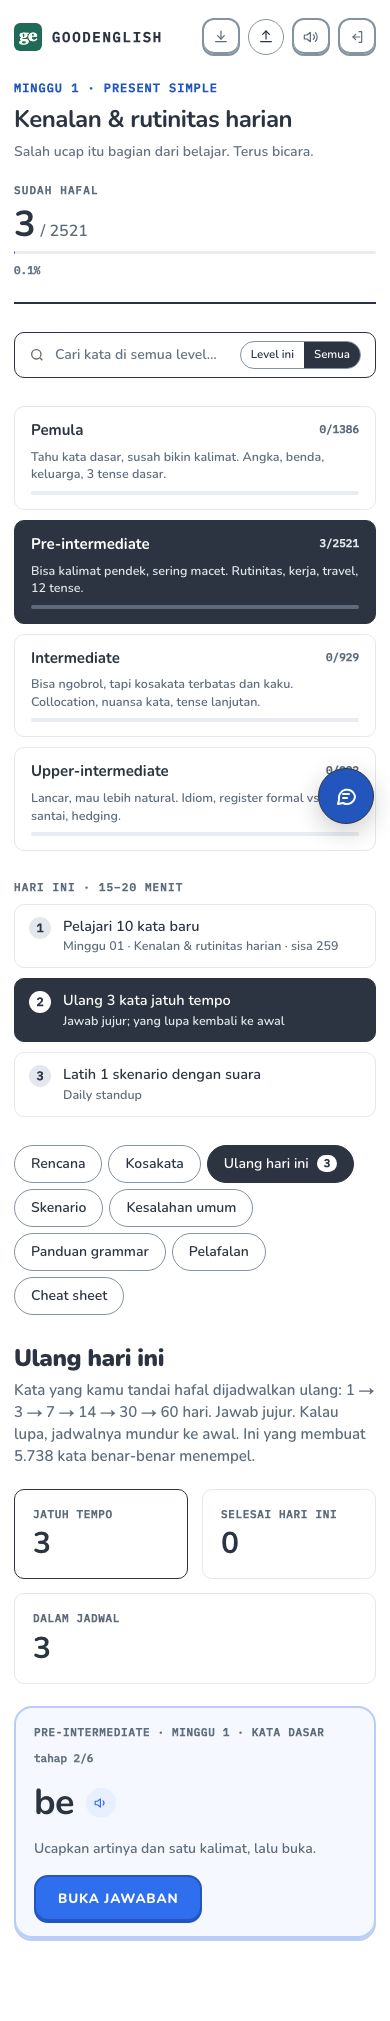 ge GOODENGLISH
MINGGU 1 · PRESENT SIMPLE
Kenalan & rutinitas harian
Salah ucap itu bagian dari belajar. Terus bicara.
SUDAH HAFAL
3 / 2521
0.1%
Cari kata di semua level...
Level ini
Semua
Pemula
0/1386
Tahu kata dasar, susah bikin kalimat. Angka, benda,
keluarga, 3 tense dasar.
Pre-intermediate
3/2521
Bisa kalimat pendek, sering macet. Rutinitas, kerja, travel,
12 tense.
Intermediate
0/929
Bisa ngobrol, tapi kosakata terbatas dan kaku.
Collocation, nuansa kata, tense lanjutan.
Upper-intermediate
Lancar, mau lebih natural. Idiom, register formal vs
santai, hedging.
HARI INI · 15–20 MENIT
1
Pelajari 10 kata baru
Minggu 01 · Kenalan & rutinitas harian · sisa 259
2
Ulang 3 kata jatuh tempo
Jawab jujur; yang lupa kembali ke awal
3
Latih 1 skenario dengan suara
Daily standup
Rencana
Kosakata
Ulang hari ini 3
Skenario
Kesalahan umum
Panduan grammar
Pelafalan
Cheat sheet
Ulang hari ini
Kata yang kamu tandai hafal dijadwalkan ulang: 1 →
3 → 7 → 14 → 30 → 60 hari. Jawab jujur. Kalau
lupa, jadwalnya mundur ke awal. Ini yang membuat
5.738 kata benar-benar menempel.
JATUH TEMPO
3
SELESAI HARI INI
0
DALAM JADWAL
3
PRE-INTERMEDIATE · MINGGU 1 · KATA DASAR
tahap 2/6
be
Ucapkan artinya dan satu kalimat, lalu buka.
BUKA JAWABAN